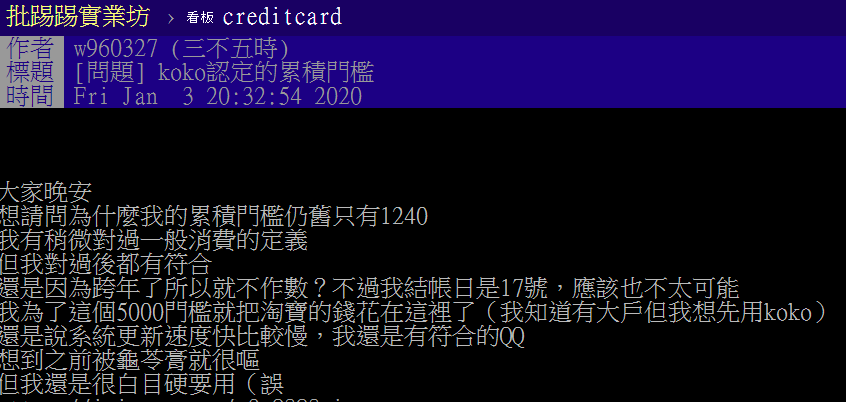 批踢踢實業坊 › 看板 creditcard
作者 w960327 (三不五時)
標題 [問題] koko認定的累積門檻
時間 Fri Jan  3 20:32:54 2020
大家晚安
想請問為什麼我的累積門檻仍舊只有1240
我有稍微對過一般消費的定義
但我對過後都有符合
還是因為跨年了所以就不作數？不過我結帳日是17號，應該也不太可能
我為了這個5000門檻就把淘寶的錢花在這裡了（我知道有大戶但我想先用koko）
還是說系統更新速度快比較慢，我還是有符合的QQ
想到之前被龜苓膏就很嘔
但我還是很白目硬要用（誤